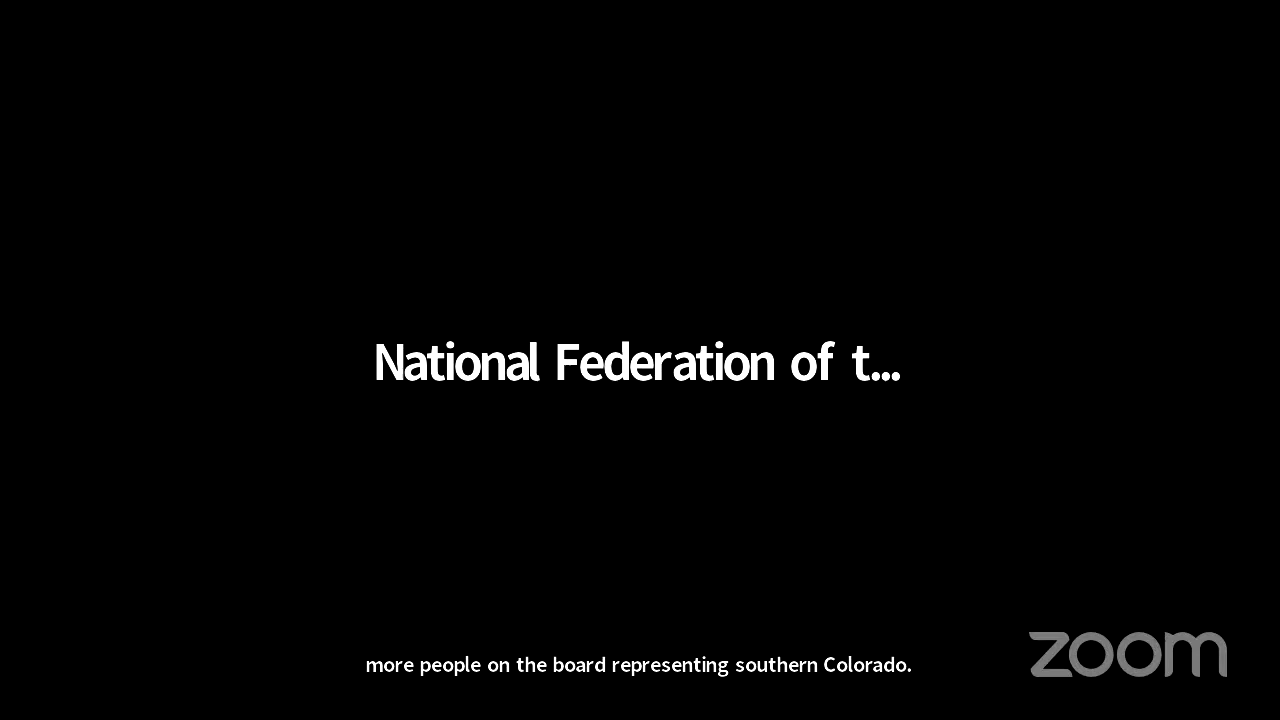 National Federation of t...
more people on the board representing southern Colorado.
zoom